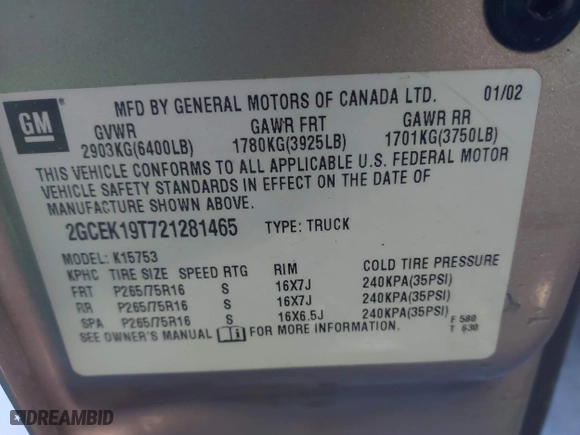 GM
MFD BY GENERAL MOTORS OF CANADA LTD. 01/02
GVWR GAWR FRT GAWR RR
2903KG(6400LB) 1780KG(3925LB) 1701KG(3750LB)
THIS VEHICLE CONFORMS TO ALL APPLICABLE U.S. FEDERAL MOTOR
VEHICLE SAFETY STANDARDS IN EFFECT ON THE DATE OF
MANUFACTURE SHOWN ABOVE.
2GCEK19T721281465 TYPE: TRUCK
MODEL: K15753
KPHC TIRE SIZE SPEED RTG RIM COLD TIRE PRESSURE
FRT P265/75R16 S 16X7J 240KPA(35PSI)
RR P265/75R16 S 16X7J 240KPA(35PSI)
SPA P265/75R16 S 16X6.5J 240KPA(35PSI)
SEE OWNER'S MANUAL FOR MORE INFORMATION. F 580
T 630
DREAMBID